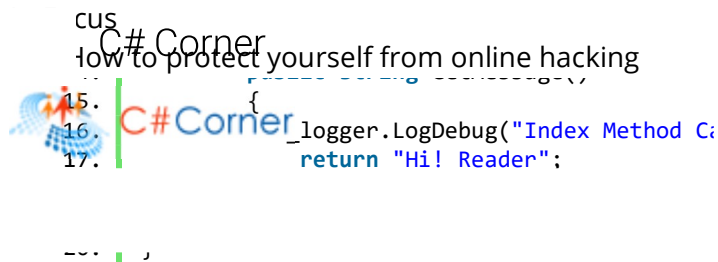 cus
C# Corner
How to protect yourself from online hacking
15. {
C#Corner
16. _logger.LogDebug("Index Method Ca
17. return "Hi! Reader";
}